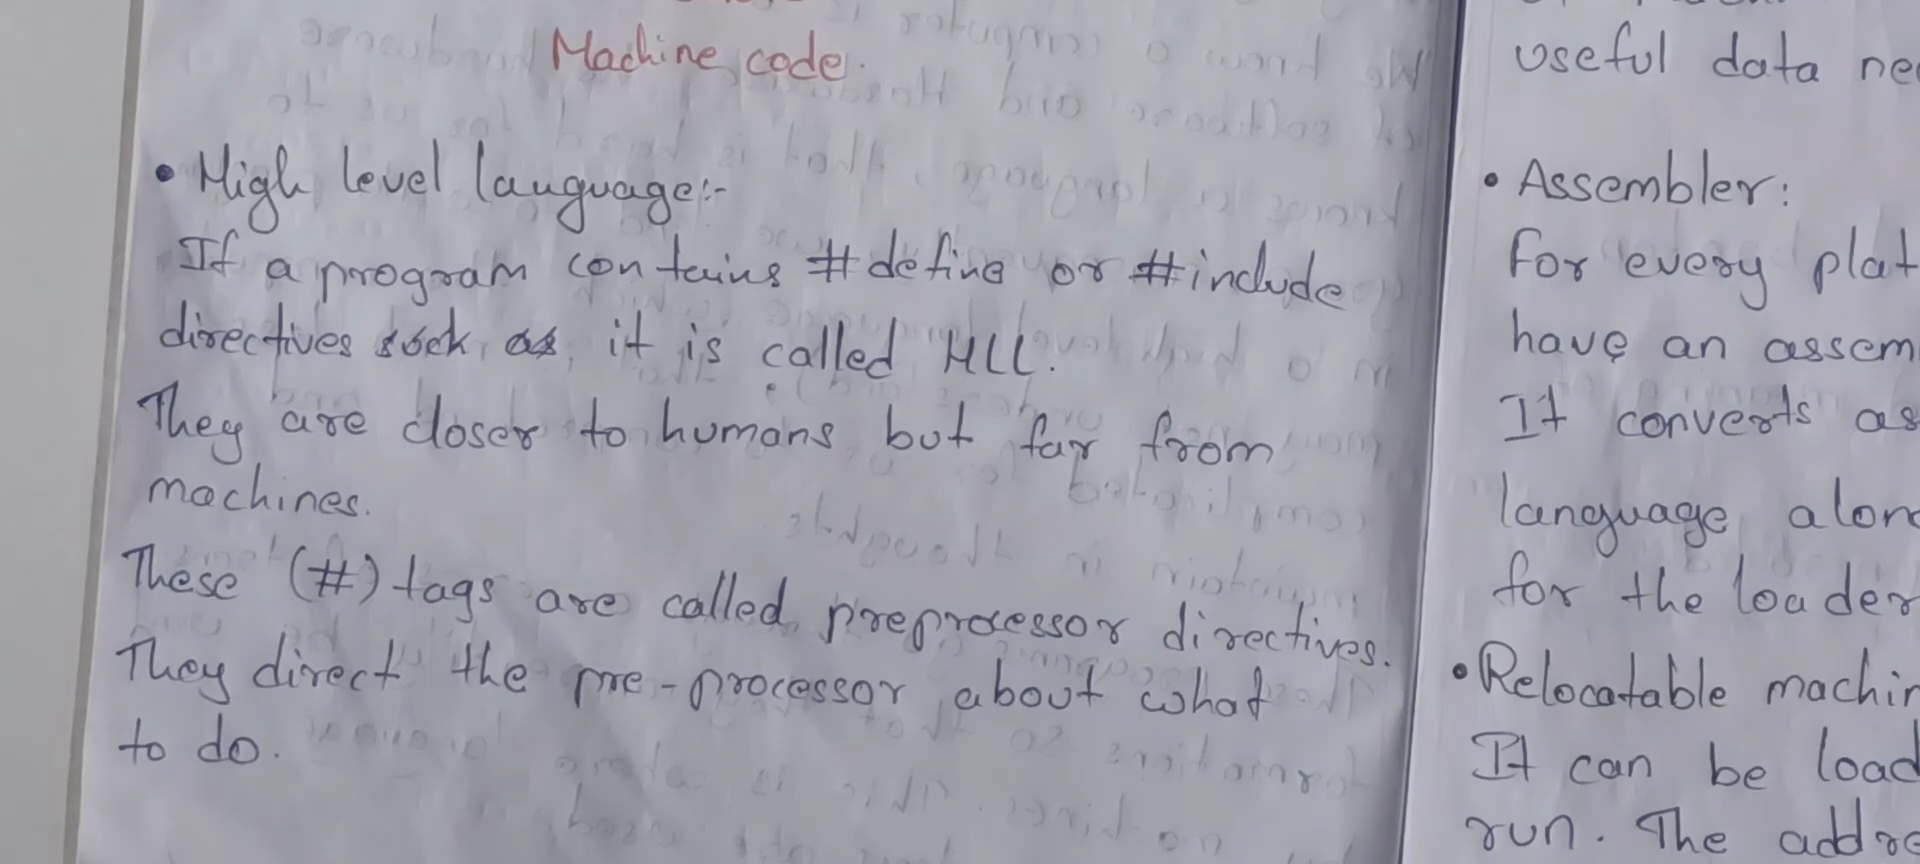 Machine code.
• High level language:-
If a program contains #define or #include
directives such as, it is called HLL.
They are closer to humans but far from
machines.
These (#) tags are called preprocessor directives.
They direct the pre-processor about what
to do.
useful data ne
• Assembler:
For every plat
have an assem
It converts as
language alon
for the loader
• Relocatable machin
It can be load
run. The addre